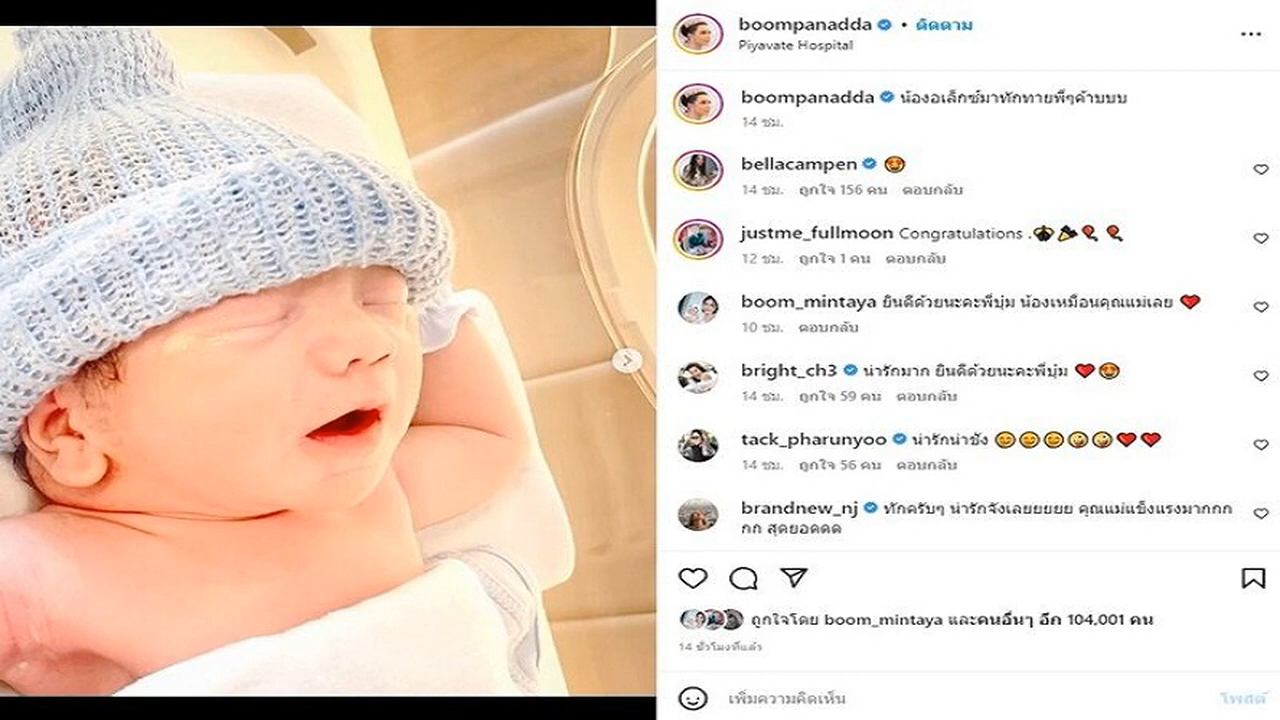 boompanadda • ติดตาม
Piyavate Hospital
boompanadda น้องอเล็กซ์มาทักทายพี่ๆค้าบบบ
14 ชม.
bellacampen 🤩
14 ชม. ถูกใจ 156 คน ตอบกลับ
justme_fullmoon Congratulations .🎉🎈🎈
12 ชม. ถูกใจ 1 คน ตอบกลับ
boom_mintaya ยินดีด้วยนะคะพี่บุ่ม น้องเหมือนคุณแม่เลย ❤️
10 ชม. ตอบกลับ
bright_ch3 น่ารักมาก ยินดีด้วยนะคะพี่บุ่ม ❤️🤩
14 ชม. ถูกใจ 59 คน ตอบกลับ
tack_pharunyoo น่ารักน่าชัง 😊😊😊🤪🤪❤️❤️
14 ชม. ถูกใจ 56 คน ตอบกลับ
brandnew_nj ทักครับๆ น่ารักจังเลยยยยย คุณแม่แข็งแรงมากกก
กก สุดยอดดด
ถูกใจโดย boom_mintaya และคนอื่นๆ อีก 104,001 คน
14 ชั่วโมงที่แล้ว
เพิ่มความคิดเห็น โพสต์